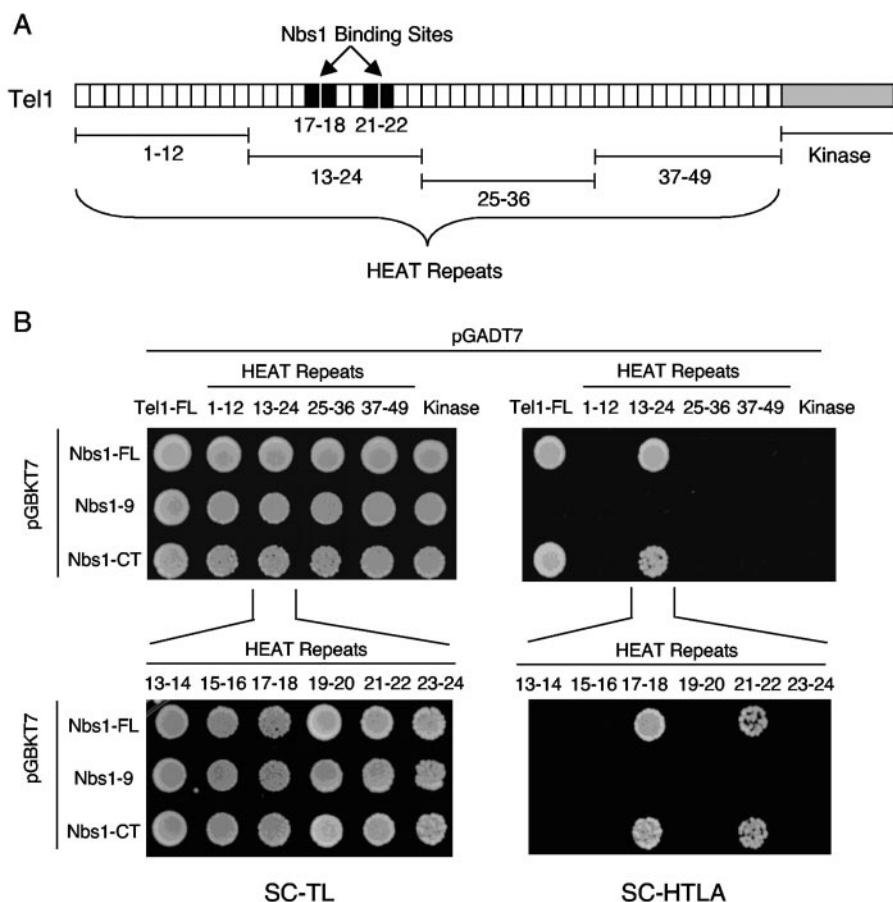 A
Nbs1 Binding Sites
Tel1
17-18 21-22
1-12
13-24
25-36
37-49
Kinase
HEAT Repeats
B
pGADT7
HEAT Repeats
Tel1-FL 1-12 13-24 25-36 37-49 Kinase
HEAT Repeats
Tel1-FL 1-12 13-24 25-36 37-49 Kinase
pGBKT7
Nbs1-FL
Nbs1-9
Nbs1-CT
HEAT Repeats
13-14 15-16 17-18 19-20 21-22 23-24
HEAT Repeats
13-14 15-16 17-18 19-20 21-22 23-24
pGBKT7
Nbs1-FL
Nbs1-9
Nbs1-CT
SC-TL
SC-HTLA